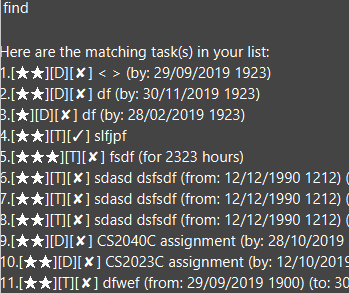 find
Here are the matching task(s) in your list:
1.[★★][D][✘] < > (by: 29/09/2019 1923)
2.[★★][D][✘] df (by: 30/11/2019 1923)
3.[★][D][✘] df (by: 28/02/2019 1923)
4.[★★][T][✓] slfjpf
5.[★★★][T][✘] fsdf (for 2323 hours)
6.[★★][T][✘] sdasd dsfsdf (from: 12/12/1990 1212) (
7.[★★][T][✘] sdasd dsfsdf (from: 12/12/1990 1212) (
8.[★★][T][✘] sdasd dsfsdf (from: 12/12/1990 1212) (
9.[★★][D][✘] CS2040C assignment (by: 28/10/2019
10.[★★][D][✘] CS2023C assignment (by: 12/10/2019
11.[★★][T][✘] dfwef (from: 29/09/2019 1900) (to: 30